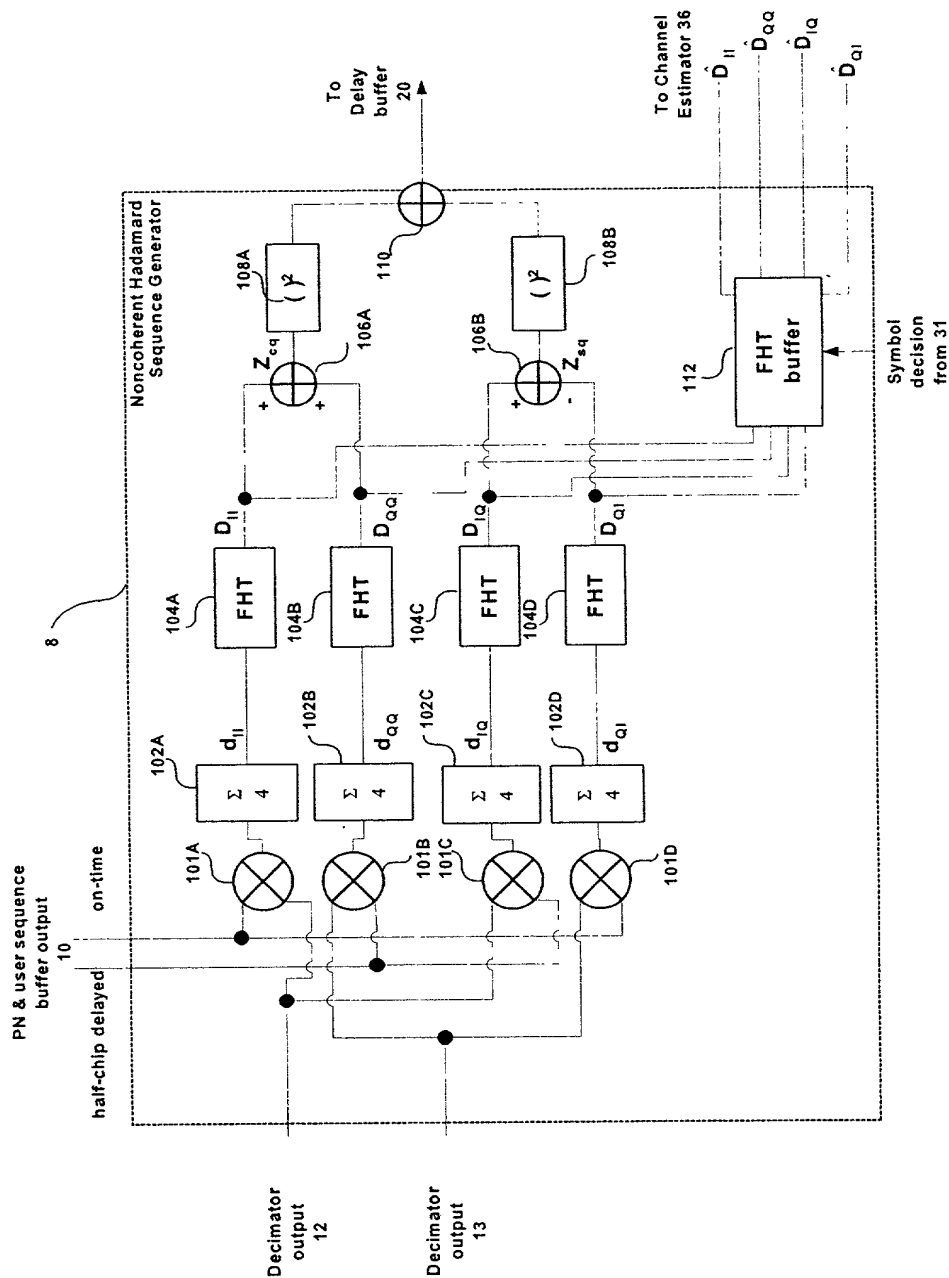 PN & user sequence
buffer output
10
half-chip delayed
on-time
Decimator
output
12
Decimator
output
13
8
Noncoherent Hadamard
Sequence Generator
101A
101B
101C
101D
102A
Σ
4
102B
Σ
4
102C
Σ
4
102D
Σ
4
d_II
d_QQ
d_IQ
d_QI
104A
FHT
104B
FHT
104C
FHT
104D
FHT
D_II
D_QQ
D_IQ
D_QI
+
+
Z_cq
106A
+
-
Z_sq
106B
108A
( )²
108B
( )²
110
To
Delay
buffer
20
112
FHT
buffer
Symbol
decision
from 31
To Channel
Estimator 36
D̂_II
D̂_QQ
D̂_IQ
D̂_QI